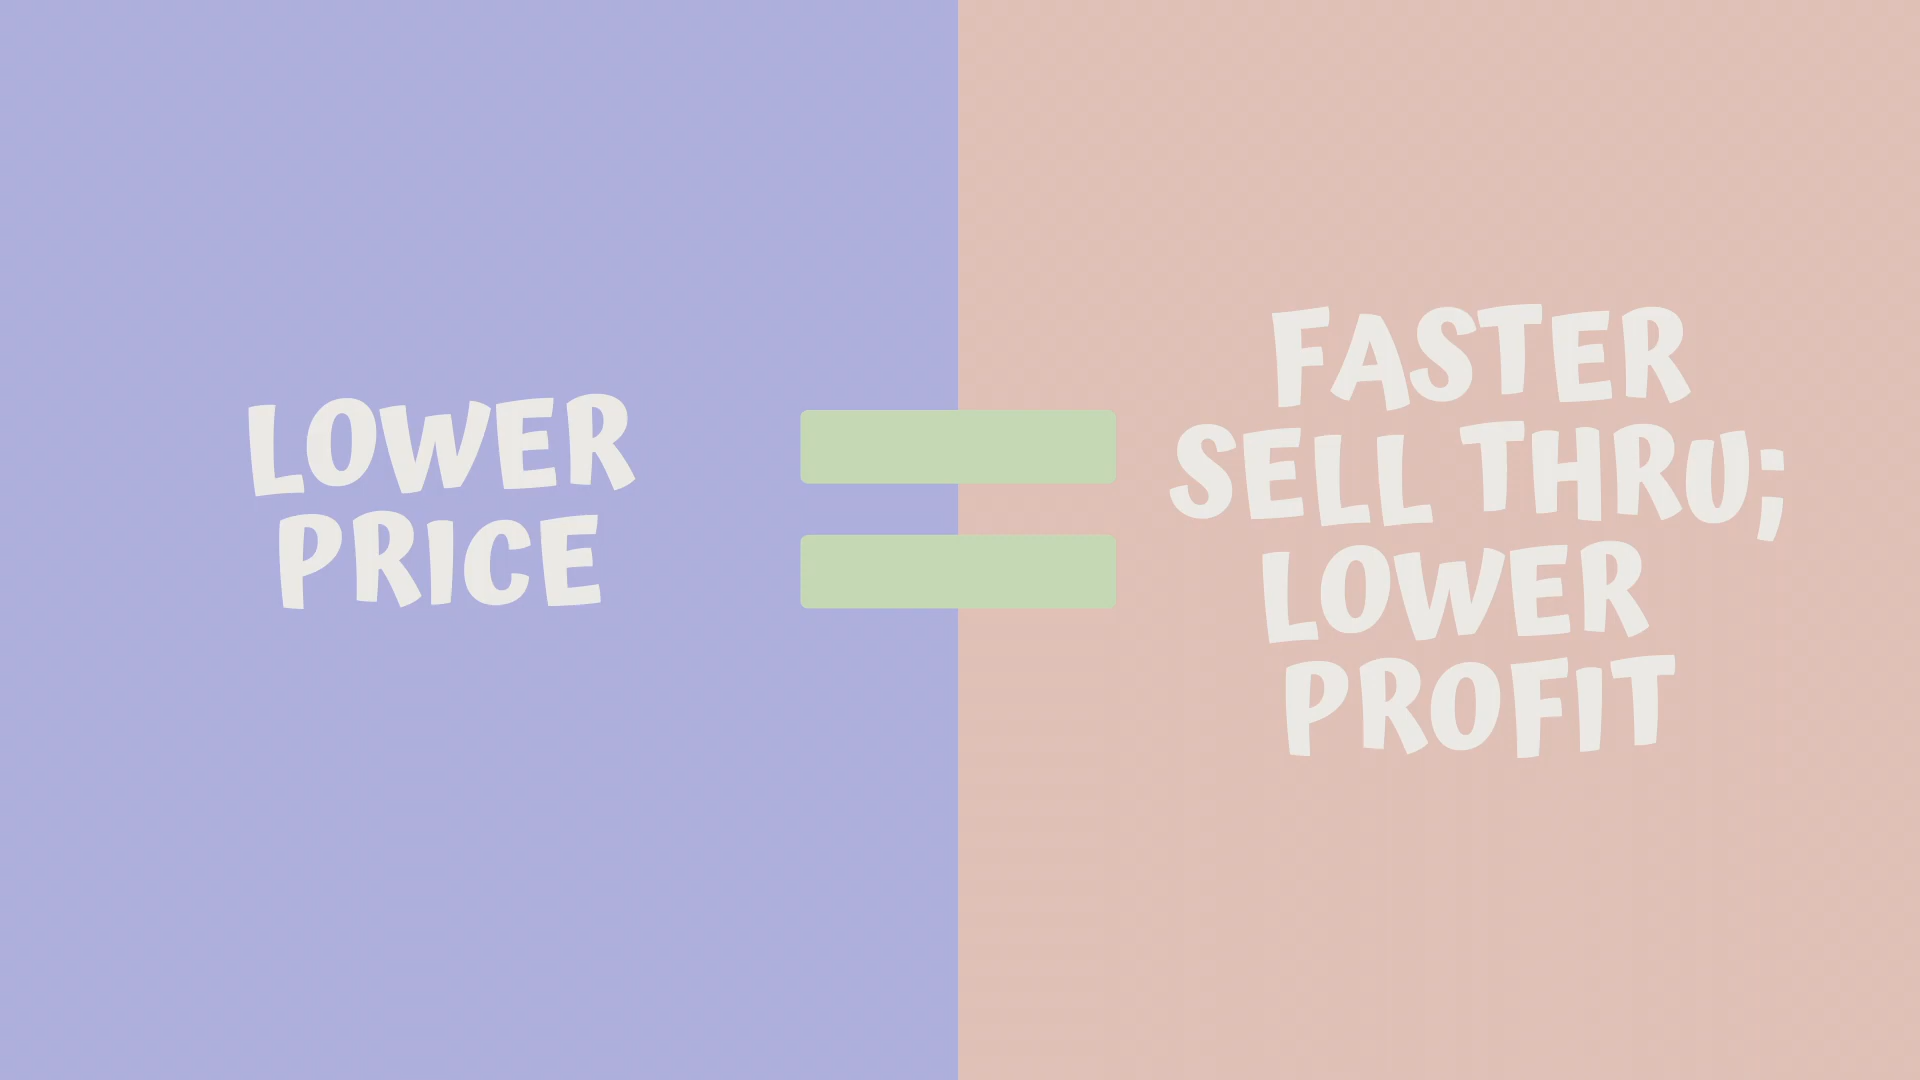 LOWER
PRICE
FASTER
SELL THRU;
LOWER
PROFIT